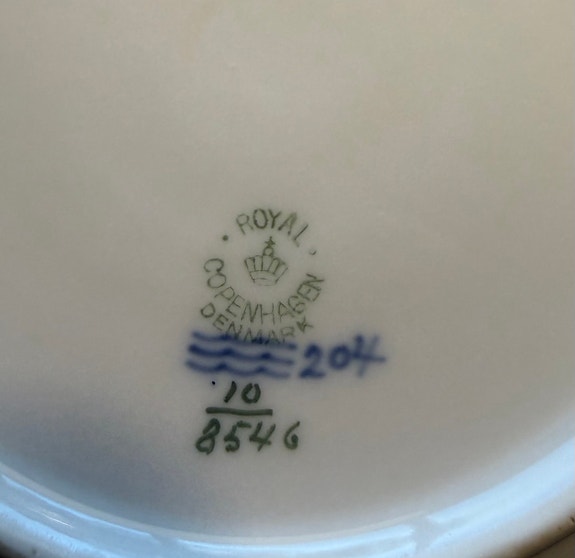 ROYAL
COPENHAGEN
DENMARK
204
10
8546